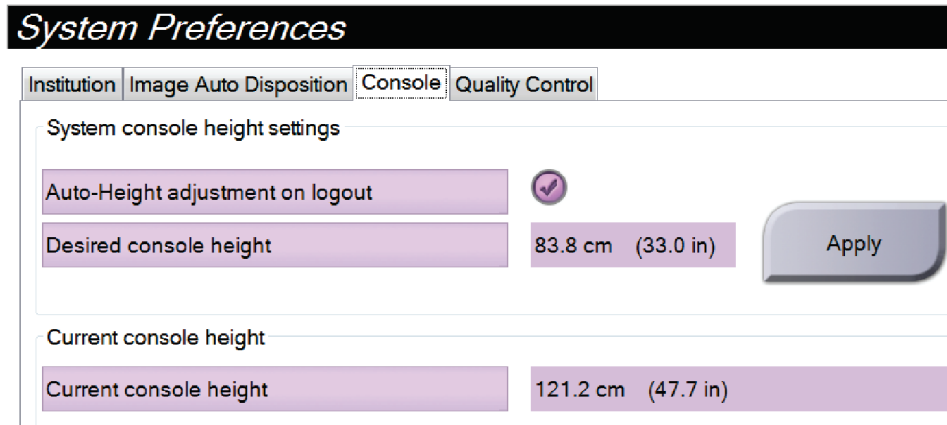 System Preferences
Institution Image Auto Disposition Console Quality Control
System console height settings
Auto-Height adjustment on logout
Desired console height 83.8 cm (33.0 in) Apply
Current console height
Current console height 121.2 cm (47.7 in)